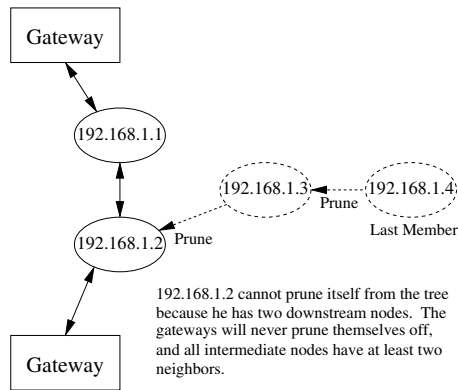 Gateway
192.168.1.1
192.168.1.3
192.168.1.4
Prune
Last Member
Prune
192.168.1.2
192.168.1.2 cannot prune itself from the tree
because he has two downstream nodes. The
gateways will never prune themselves off,
and all intermediate nodes have at least two
neighbors.
Gateway